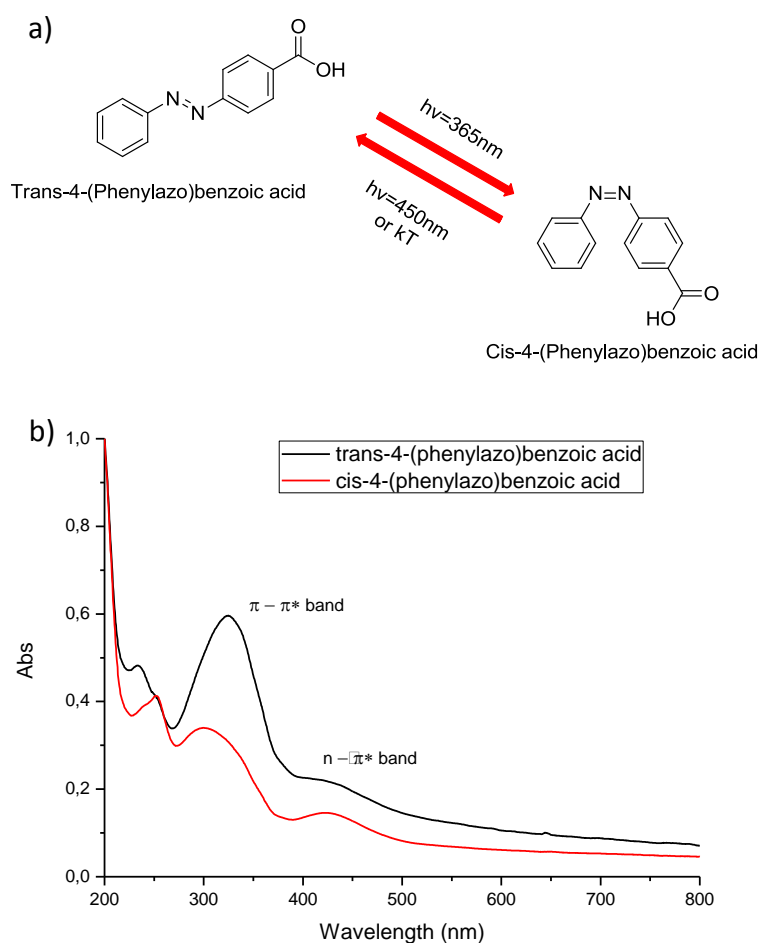 a)
O
OH
N
N
Trans-4-(Phenylazo)benzoic acid
hv=365nm
hv=450nm
or kT
N=N
O
HO
Cis-4-(Phenylazo)benzoic acid
b)
trans-4-(phenylazo)benzoic acid
cis-4-(phenylazo)benzoic acid
π – π* band
n – π* band
Abs
1,0
0,8
0,6
0,4
0,2
0,0
200 300 400 500 600 700 800
Wavelength (nm)